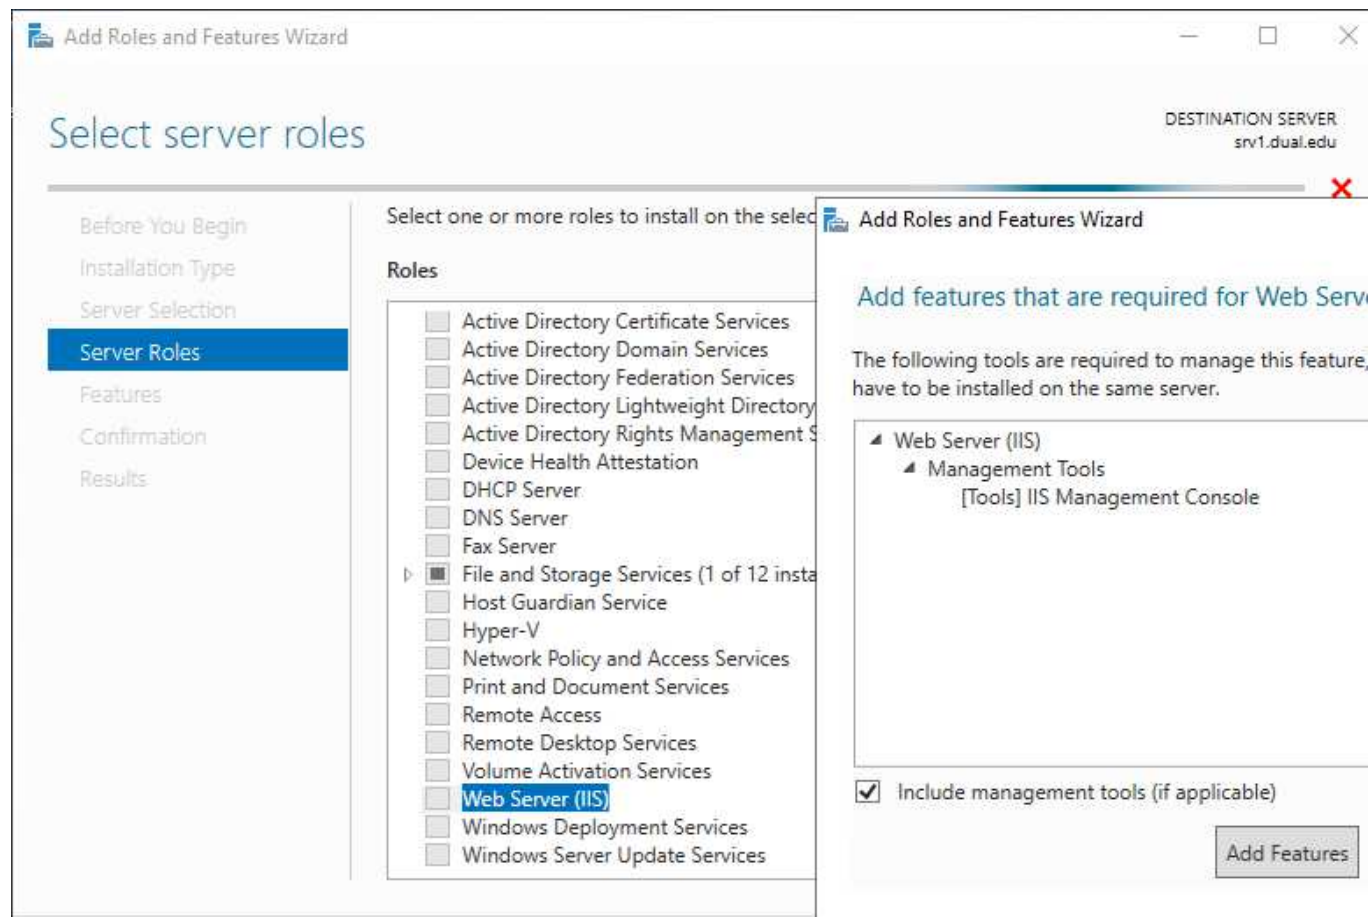 Add Roles and Features Wizard
Select server roles
DESTINATION SERVER
srv1.dual.edu
Before You Begin
Installation Type
Server Selection
Server Roles
Features
Confirmation
Results
Select one or more roles to install on the selec
Roles
Active Directory Certificate Services
Active Directory Domain Services
Active Directory Federation Services
Active Directory Lightweight Directory
Active Directory Rights Management S
Device Health Attestation
DHCP Server
DNS Server
Fax Server
File and Storage Services (1 of 12 insta
Host Guardian Service
Hyper-V
Network Policy and Access Services
Print and Document Services
Remote Access
Remote Desktop Services
Volume Activation Services
Web Server (IIS)
Windows Deployment Services
Windows Server Update Services
Add Roles and Features Wizard
Add features that are required for Web Serve
The following tools are required to manage this feature,
have to be installed on the same server.
Web Server (IIS)
Management Tools
[Tools] IIS Management Console
Include management tools (if applicable)
Add Features